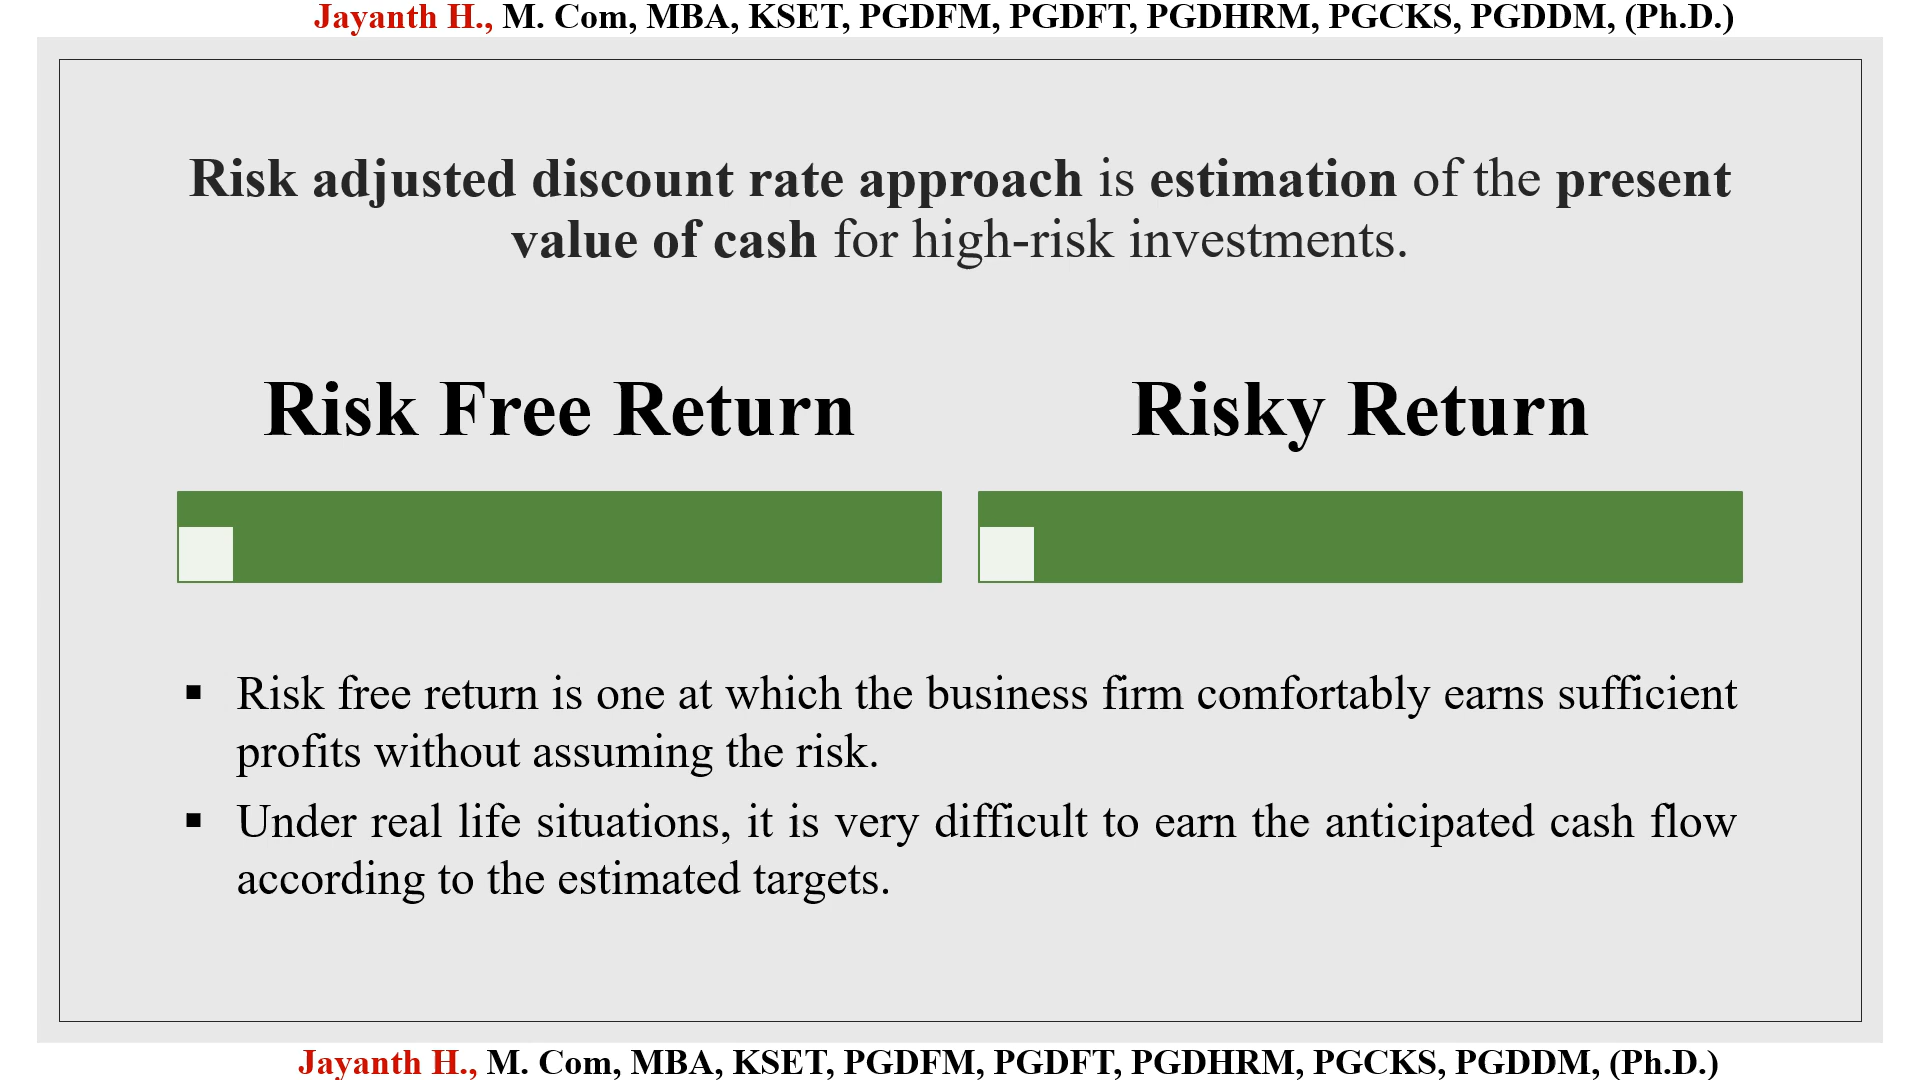 Jayanth H., M. Com, MBA, KSET, PGDFM, PGDFT, PGDHRM, PGCKS, PGDDM, (Ph.D.)
Risk adjusted discount rate approach is estimation of the present
value of cash for high-risk investments.
Risk Free Return
Risky Return
▪ Risk free return is one at which the business firm comfortably earns sufficient
profits without assuming the risk.
▪ Under real life situations, it is very difficult to earn the anticipated cash flow
according to the estimated targets.
Jayanth H., M. Com, MBA, KSET, PGDFM, PGDFT, PGDHRM, PGCKS, PGDDM, (Ph.D.)